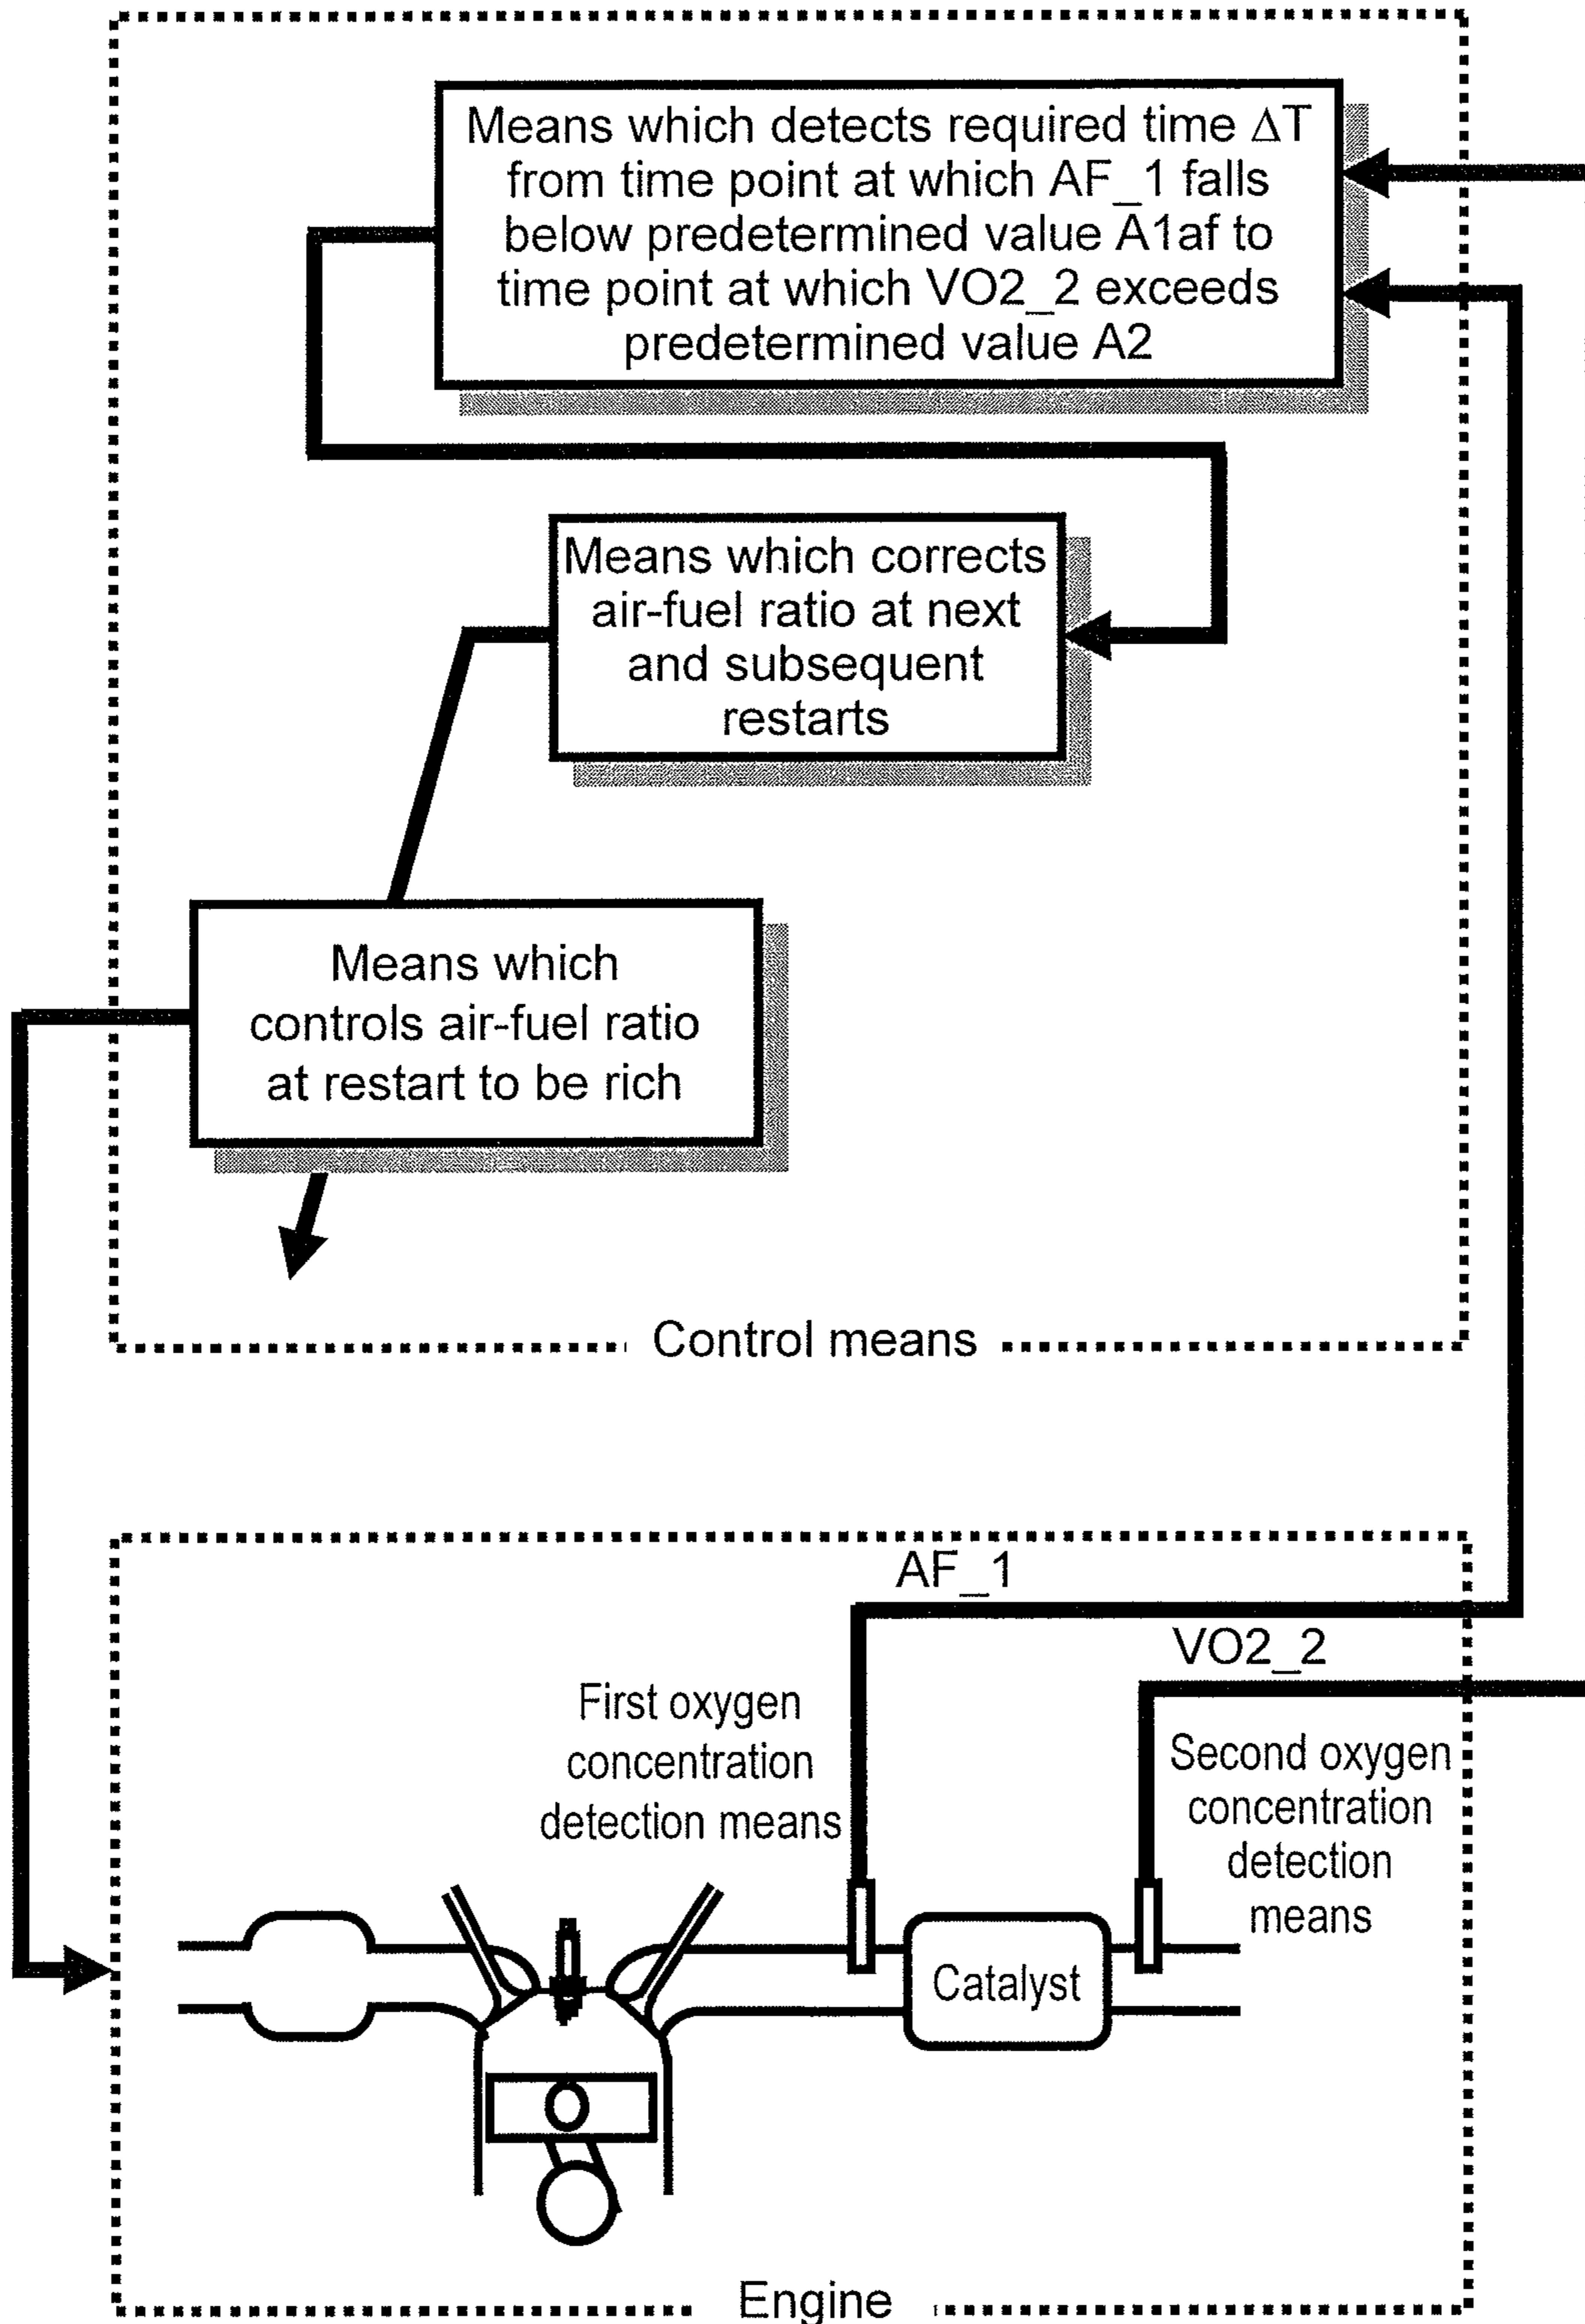 Means which detects required time ΔT
from time point at which AF_1 falls
below predetermined value A1af to
time point at which VO2_2 exceeds
predetermined value A2
Means which corrects
air-fuel ratio at next
and subsequent
restarts
Means which
controls air-fuel ratio
at restart to be rich
Control means
AF_1
VO2_2
First oxygen
concentration
detection means
Second oxygen
concentration
detection
means
Catalyst
Engine